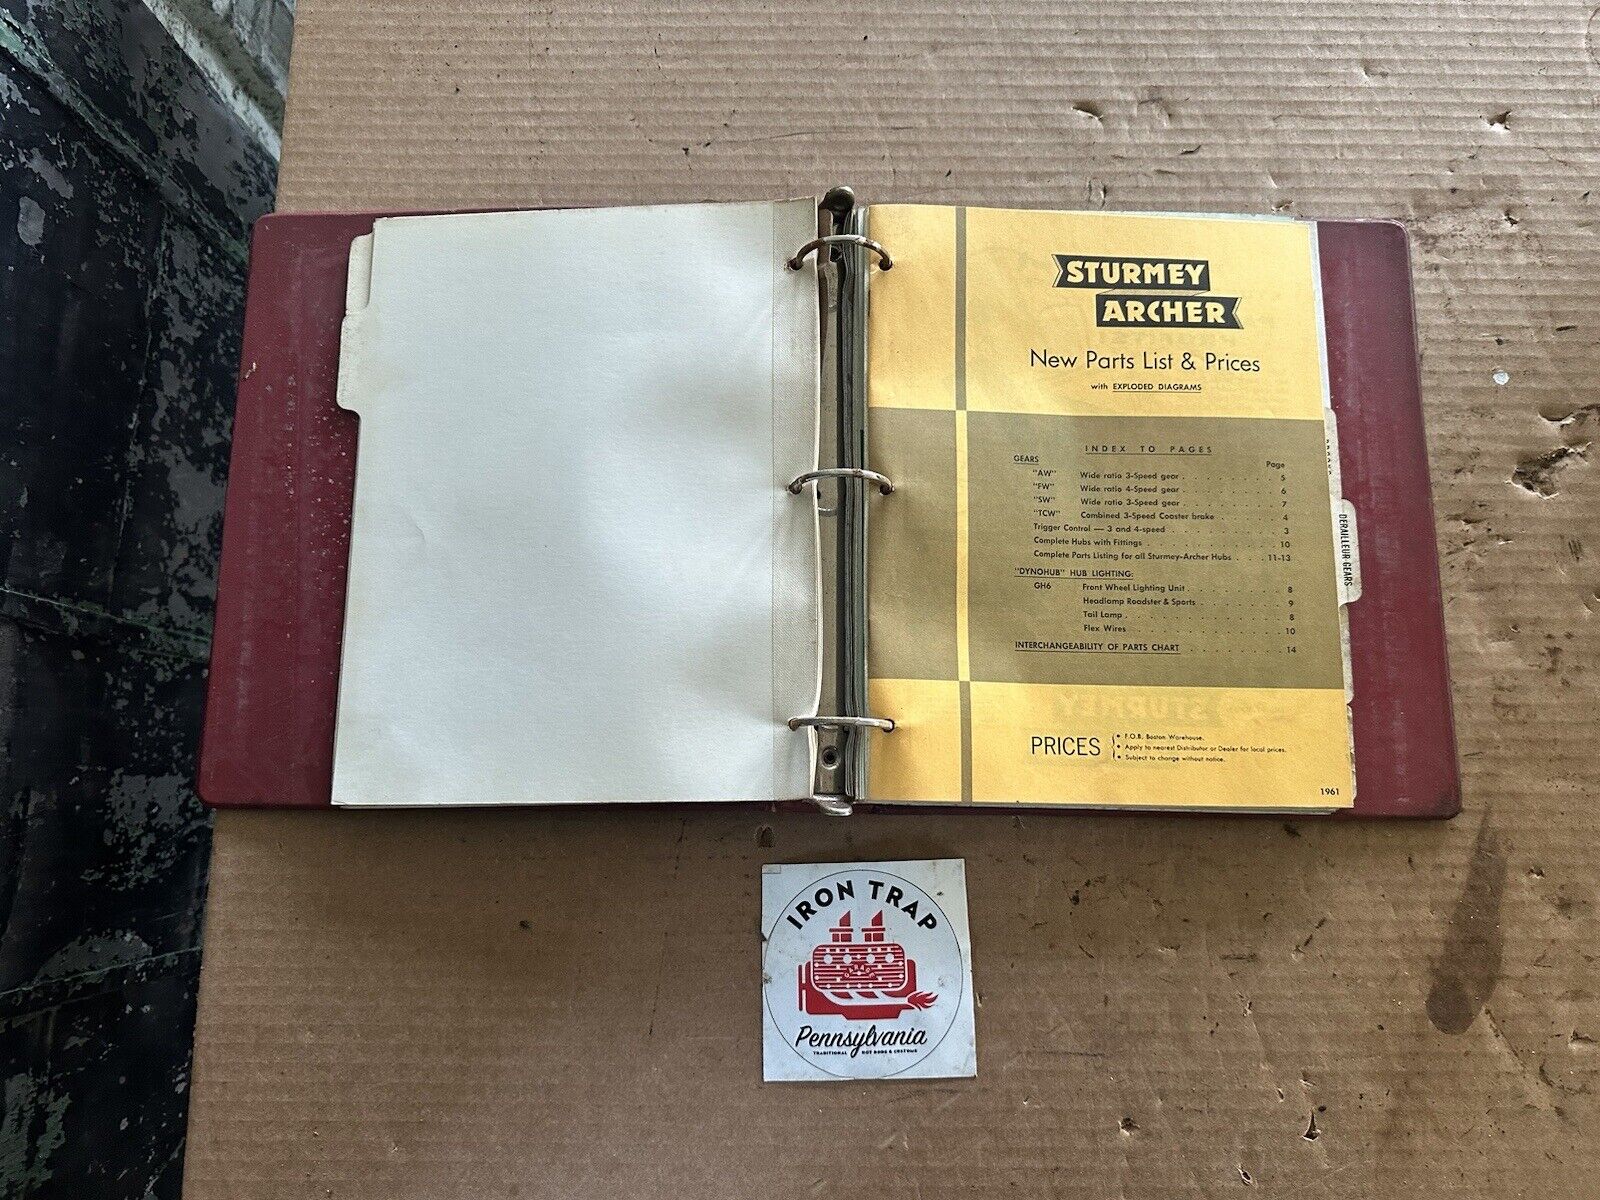 STURMEY
ARCHER
New Parts List & Prices
with EXPLODED DIAGRAMS
INDEX TO PAGES
GEARS Page
"AW" Wide ratio 3-Speed gear . . . . . . . . . 5
"FW" Wide ratio 4-Speed gear . . . . . . . . . 6
"SW" Wide ratio 3-Speed gear . . . . . . . . . 7
"TCW" Combined 3-Speed Coaster brake . . . . . 4
Trigger Control — 3 and 4-speed . . . . . . . . . 3
Complete Hubs with Fittings . . . . . . . . . . . 10
Complete Parts Listing for all Sturmey-Archer Hubs . . . . 11-13
"DYNOHUB" HUB LIGHTING:
GH6 Front Wheel Lighting Unit . . . . . . . . 8
Headlamp Roadster & Sports . . . . . . . 9
Tail Lamp . . . . . . . . . . . . . 8
Flex Wires . . . . . . . . . . . . . 10
INTERCHANGEABILITY OF PARTS CHART . . . . . . . . 14
PRICES
• F.O.B. Boston Warehouse.
• Apply to nearest Distributor or Dealer for local prices.
• Subject to change without notice.
1961
DERAILLEUR GEARS
IRON TRAP
GARAGE
Pennsylvania
TRADITIONAL HOT RODS & CUSTOMS